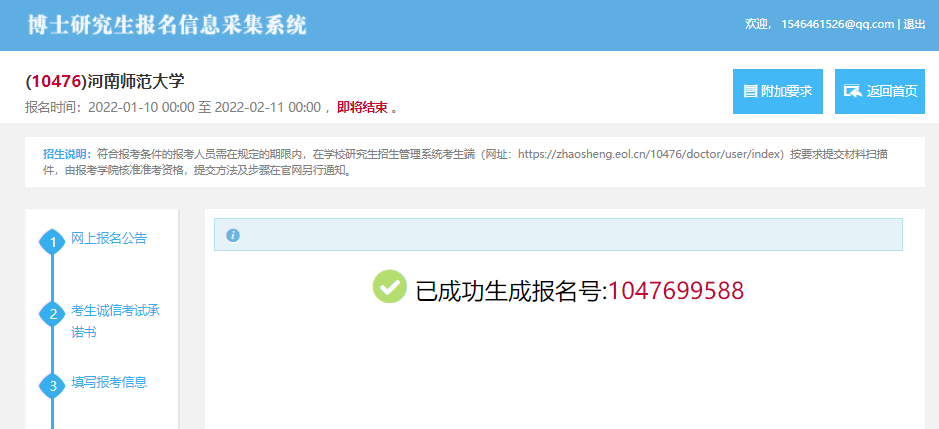 博士研究生报名信息采集系统
欢迎， 1546461526@qq.com | 退出
(10476)河南师范大学
报名时间：2022-01-10 00:00 至 2022-02-11 00:00 ，即将结束 。
附加要求
返回首页
招生说明：符合报考条件的报考人员需在规定的期限内，在学校研究生招生管理系统考生端（网址：https://zhaosheng.eol.cn/10476/doctor/user/index）按要求提交材料扫描
件，由报考学院核准准考资格，提交方法及步骤在官网另行通知。
1 网上报名公告
2 考生诚信考试承
诺书
3 填写报考信息
已成功生成报名号:1047699588